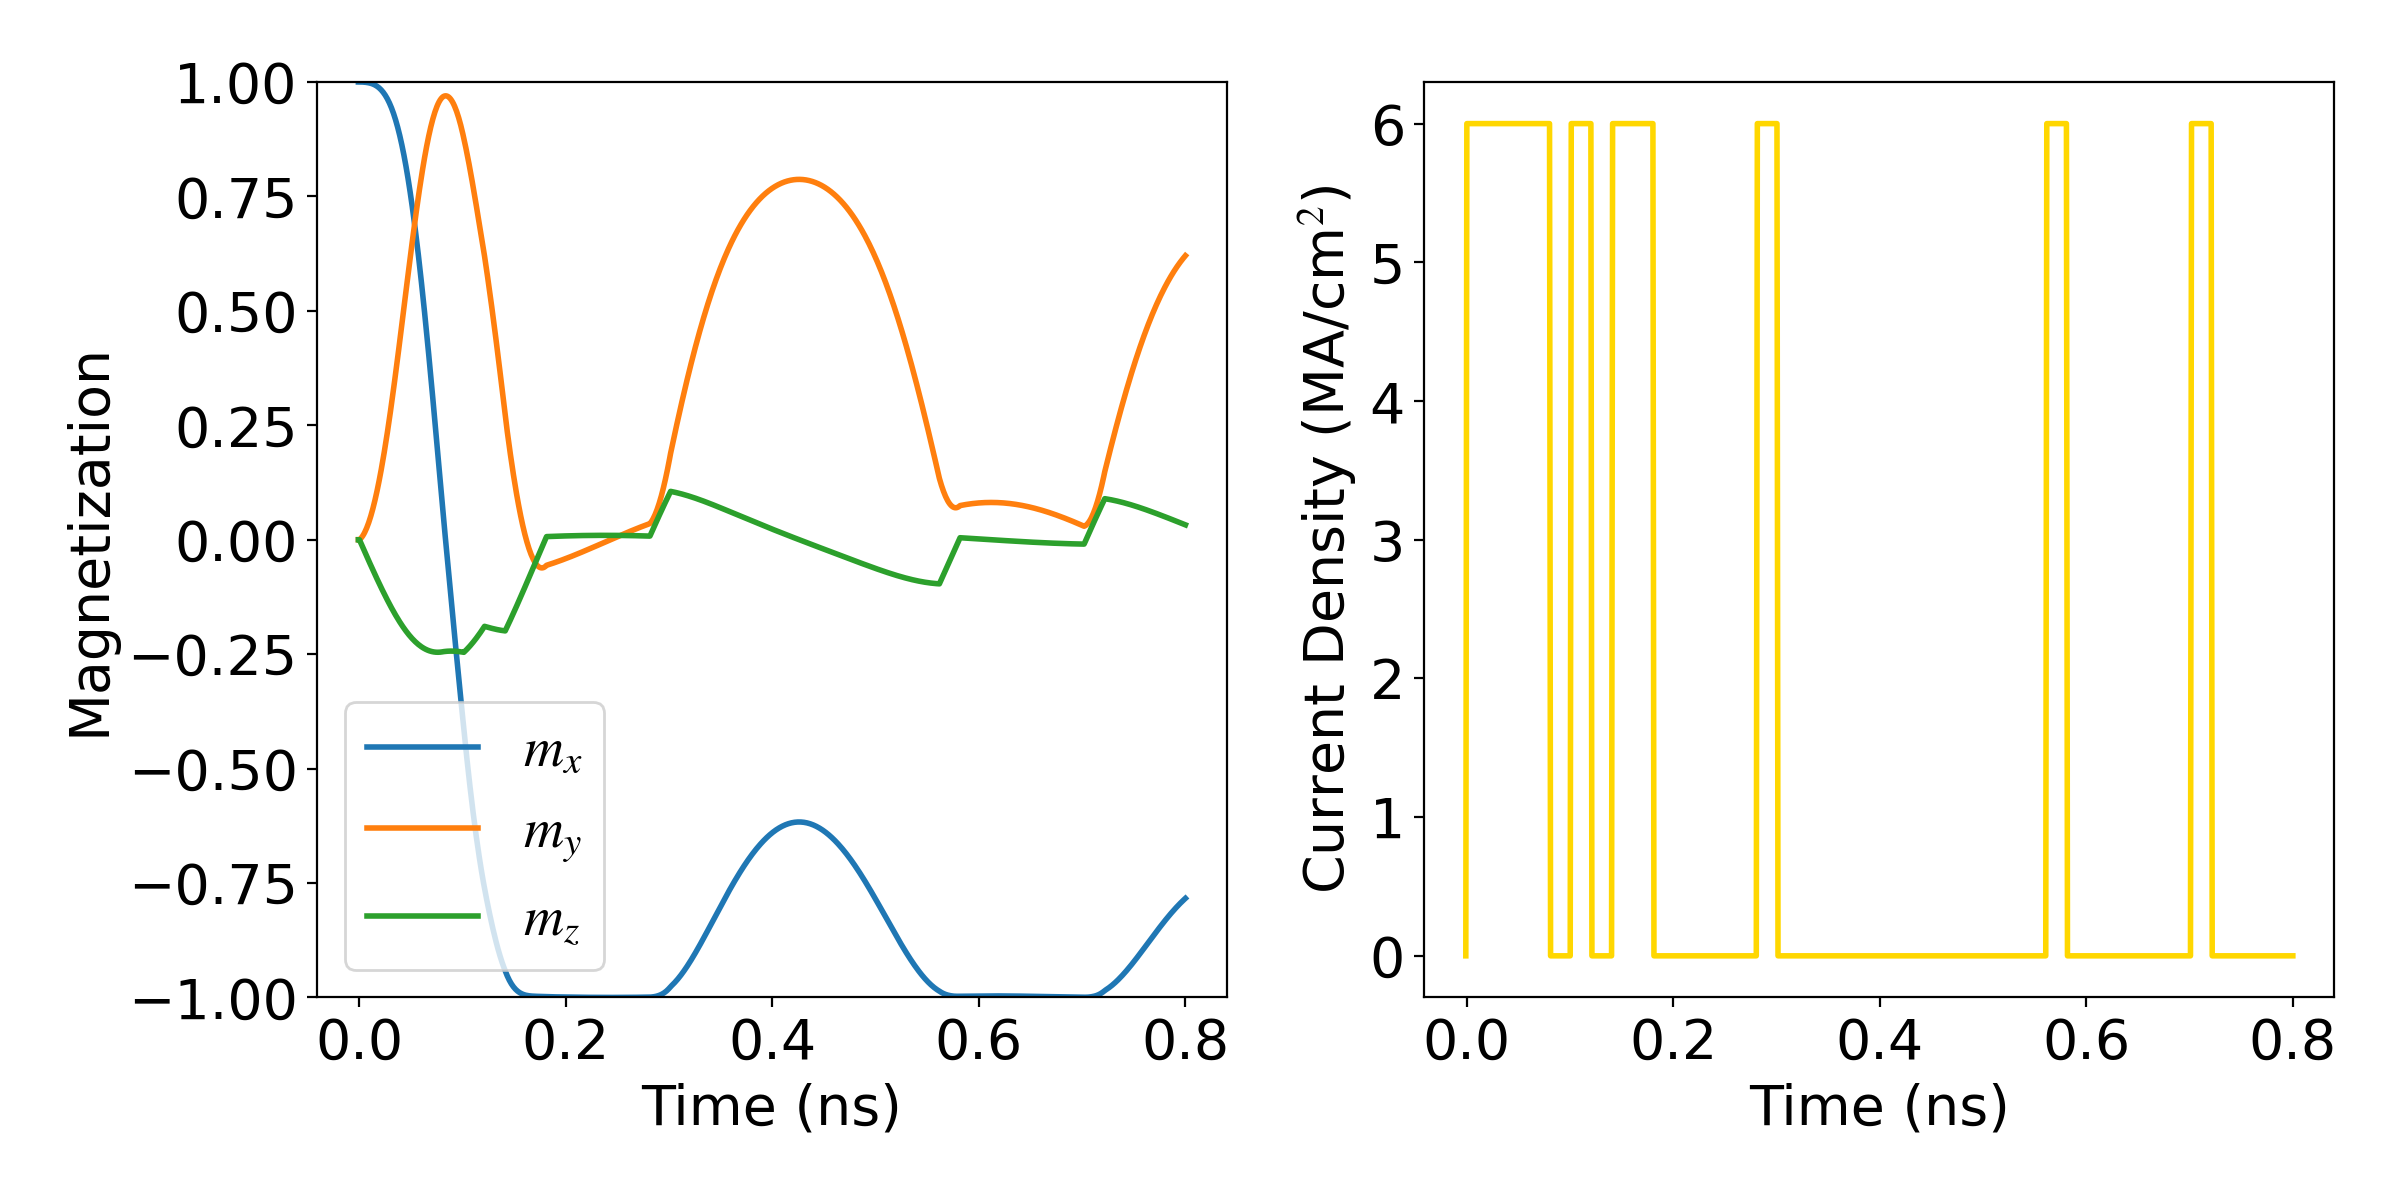 Magnetization
1.00
0.75
0.50
0.25
0.00
−0.25
−0.50
−0.75
−1.00
m_x
m_y
m_z
0.0 0.2 0.4 0.6 0.8
Time (ns)
Current Density (MA/cm²)
6
5
4
3
2
1
0
0.0 0.2 0.4 0.6 0.8
Time (ns)